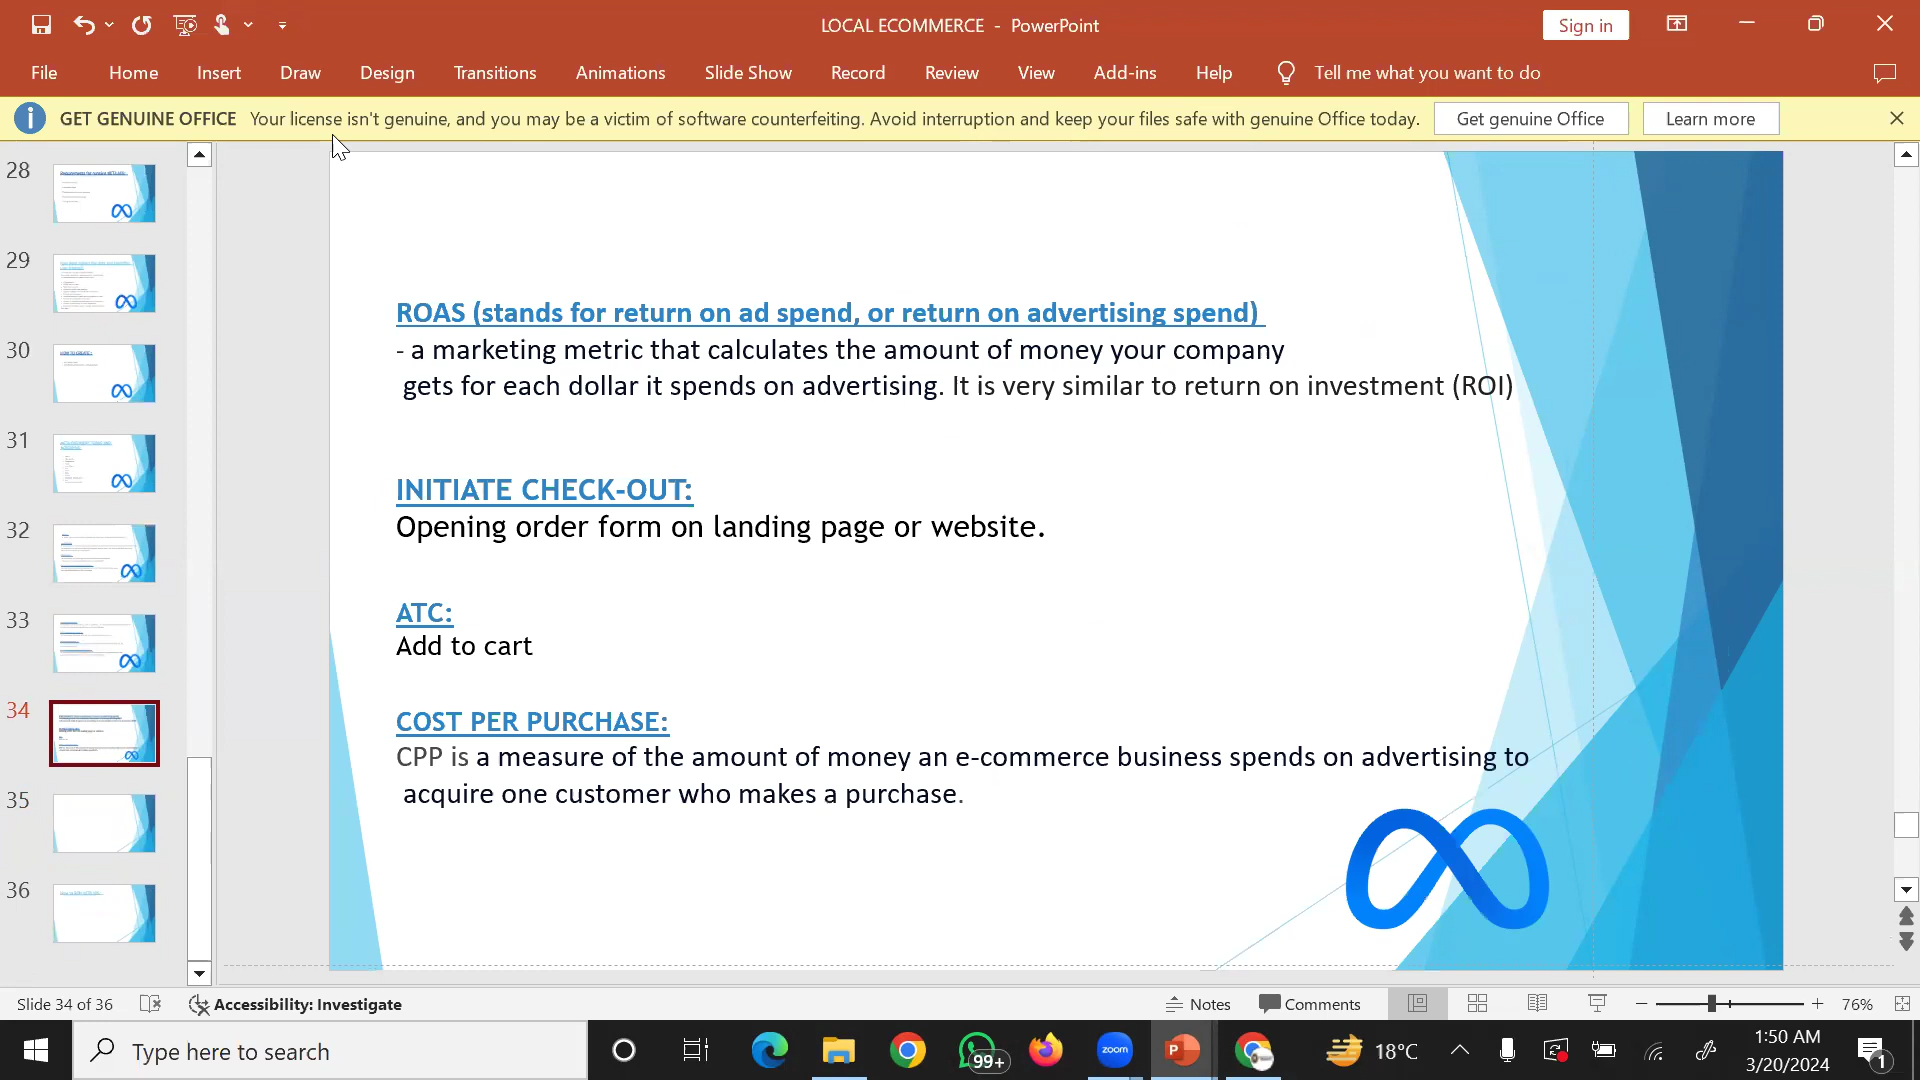 LOCAL ECOMMERCE - PowerPoint
Sign in
File Home Insert Draw Design Transitions Animations Slide Show Record Review View Add-ins Help Tell me what you want to do
GET GENUINE OFFICE Your license isn't genuine, and you may be a victim of software counterfeiting. Avoid interruption and keep your files safe with genuine Office today. Get genuine Office Learn more
28
29
30
31
32
33
34
35
36
ROAS (stands for return on ad spend, or return on advertising spend)
- a marketing metric that calculates the amount of money your company
gets for each dollar it spends on advertising. It is very similar to return on investment (ROI)
INITIATE CHECK-OUT:
Opening order form on landing page or website.
ATC:
Add to cart
COST PER PURCHASE:
CPP is a measure of the amount of money an e-commerce business spends on advertising to
acquire one customer who makes a purchase.
Slide 34 of 36 Accessibility: Investigate Notes Comments 76%
Type here to search
zoom
99+
18°C
1:50 AM
3/20/2024
1